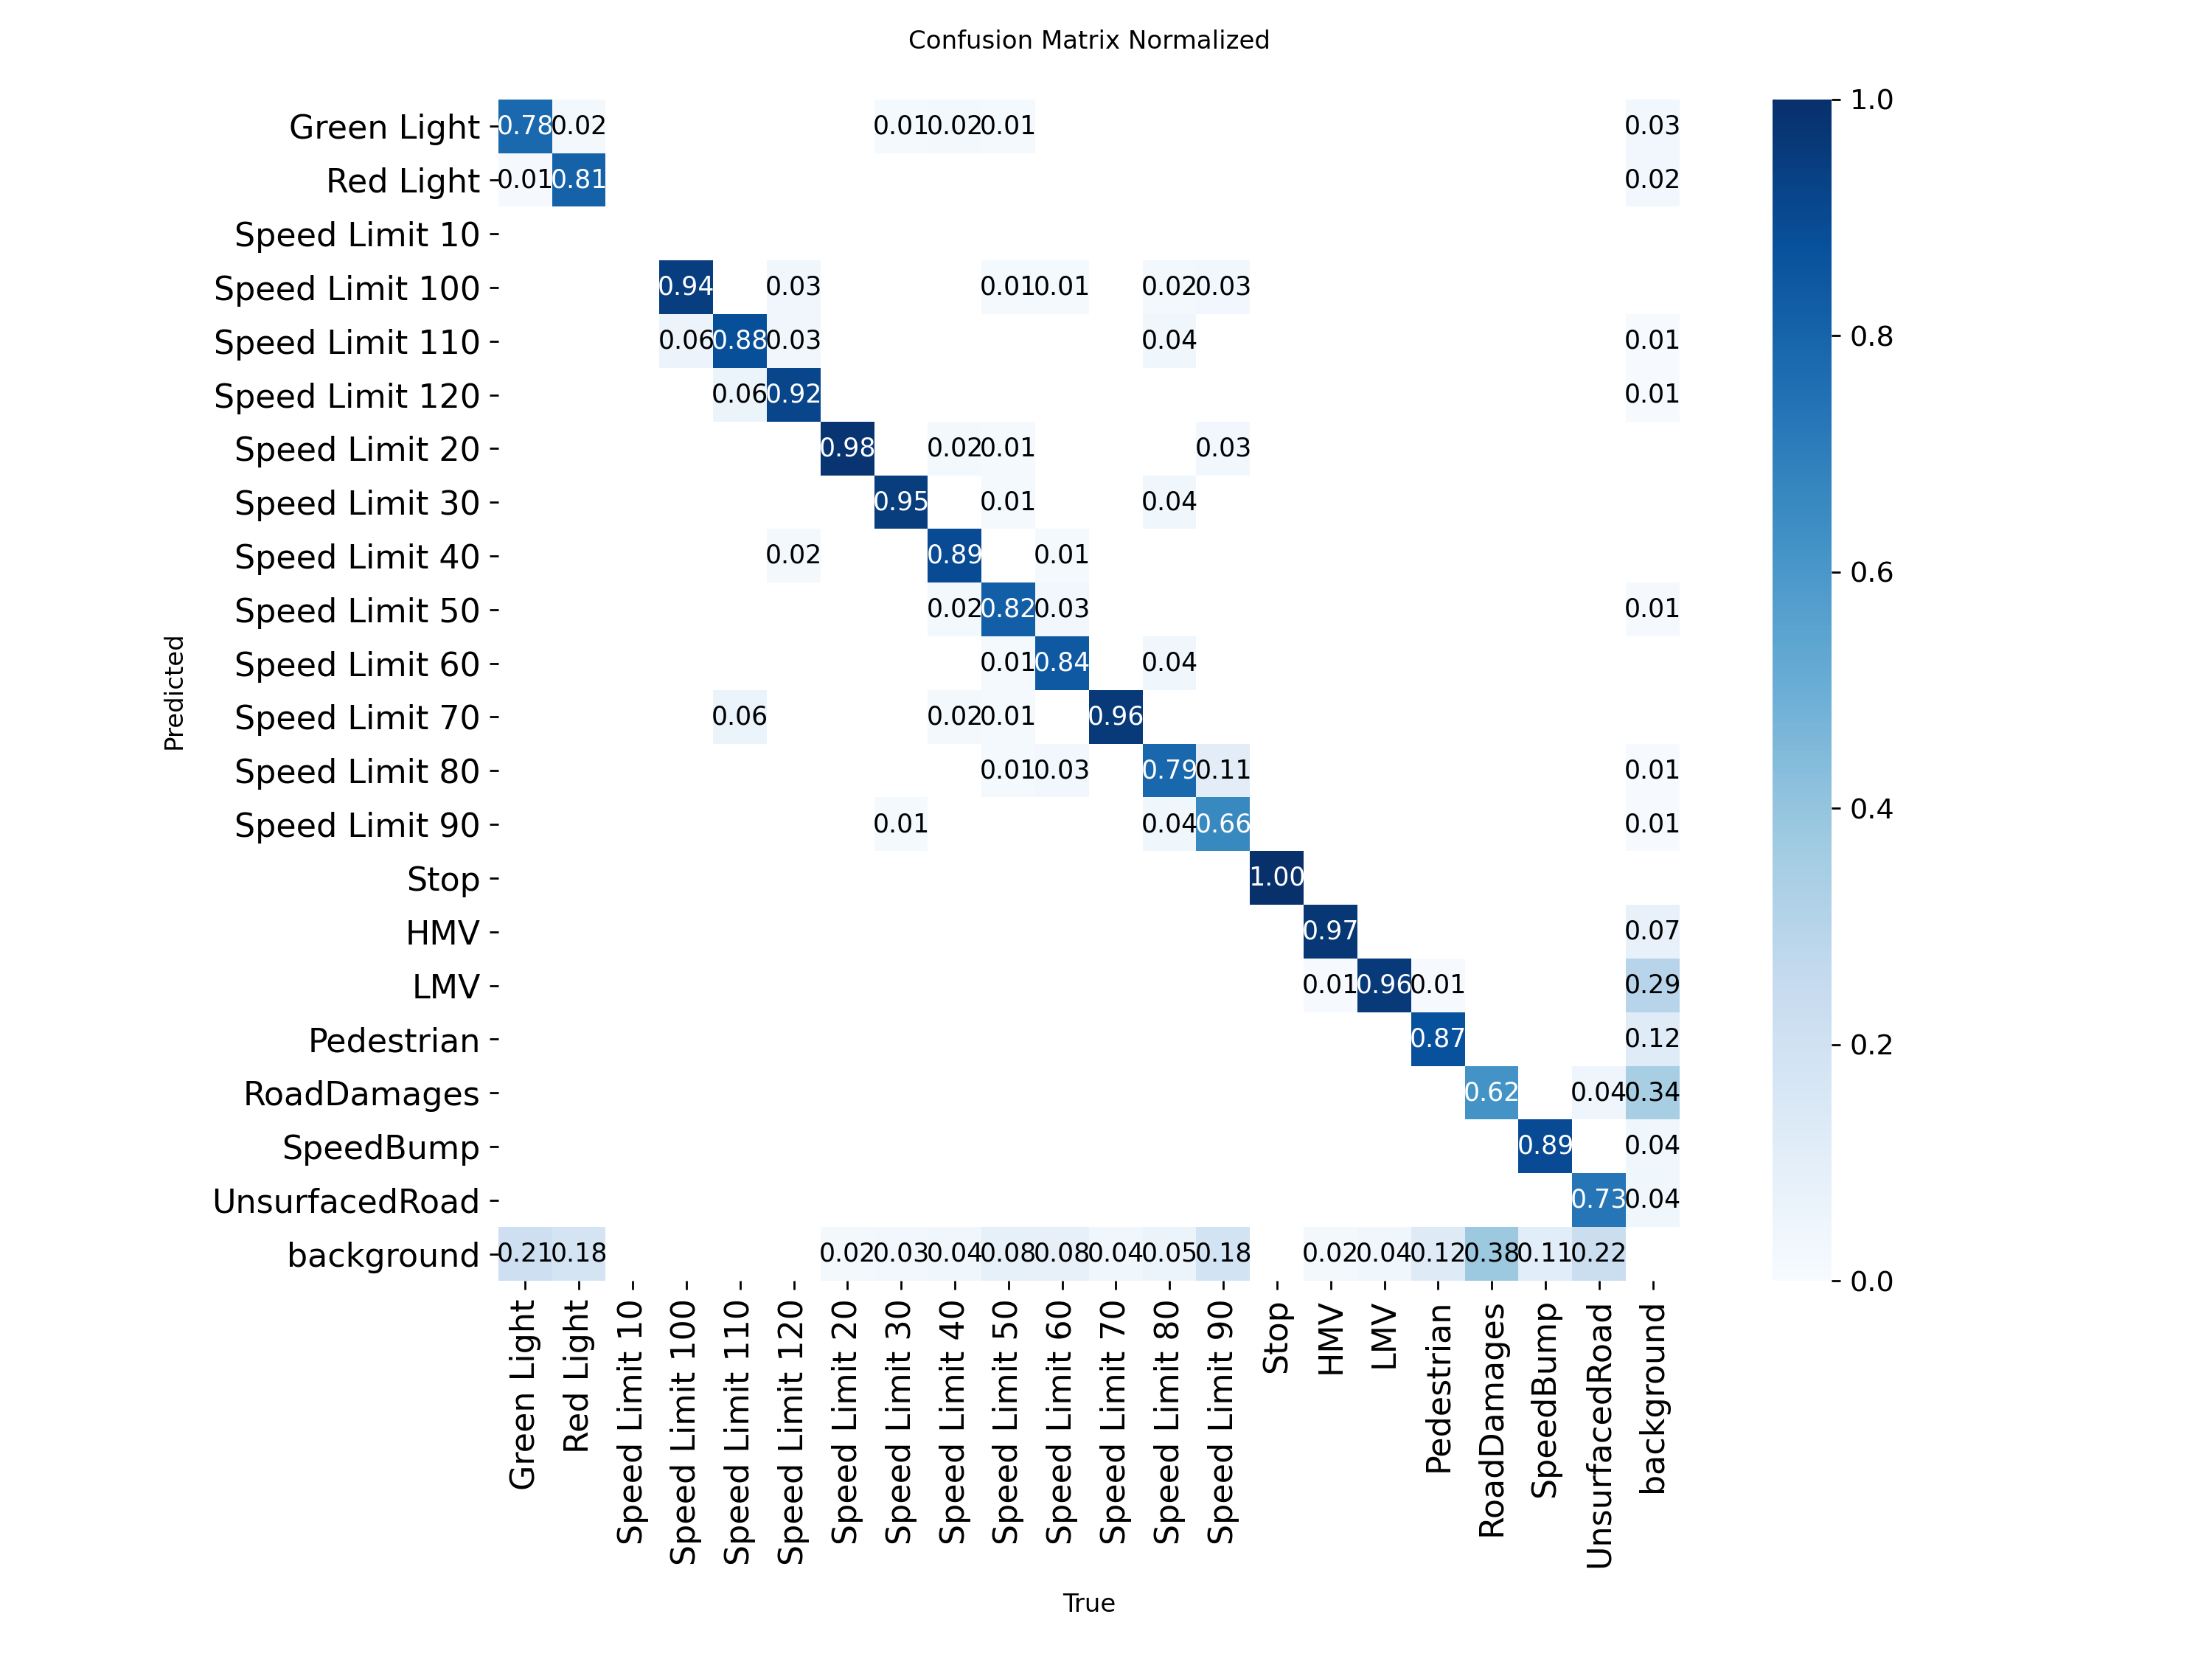 Confusion Matrix Normalized
Green Light 0.78 0.02 0.01 0.02 0.01 0.03
Red Light 0.01 0.81 0.02
Speed Limit 10
Speed Limit 100 0.94 0.03 0.01 0.01 0.02 0.03
Speed Limit 110 0.06 0.88 0.03 0.04 0.01
Speed Limit 120 0.06 0.92 0.01
Speed Limit 20 0.98 0.02 0.01 0.03
Speed Limit 30 0.95 0.01 0.04
Speed Limit 40 0.02 0.89 0.01
Speed Limit 50 0.02 0.82 0.03 0.01
Speed Limit 60 0.01 0.84 0.04
Speed Limit 70 0.06 0.02 0.01 0.96
Speed Limit 80 0.01 0.03 0.79 0.11 0.01
Speed Limit 90 0.01 0.04 0.66 0.01
Stop 1.00
HMV 0.97 0.07
LMV 0.01 0.96 0.01 0.29
Pedestrian 0.87 0.12
RoadDamages 0.62 0.04 0.34
SpeedBump 0.89 0.04
UnsurfacedRoad 0.73 0.04
background 0.21 0.18 0.02 0.03 0.04 0.08 0.08 0.04 0.05 0.18 0.02 0.04 0.12 0.38 0.11 0.22
Predicted
Green Light
Red Light
Speed Limit 10
Speed Limit 100
Speed Limit 110
Speed Limit 120
Speed Limit 20
Speed Limit 30
Speed Limit 40
Speed Limit 50
Speed Limit 60
Speed Limit 70
Speed Limit 80
Speed Limit 90
Stop
HMV
LMV
Pedestrian
RoadDamages
SpeedBump
UnsurfacedRoad
background
True
1.0
0.8
0.6
0.4
0.2
0.0